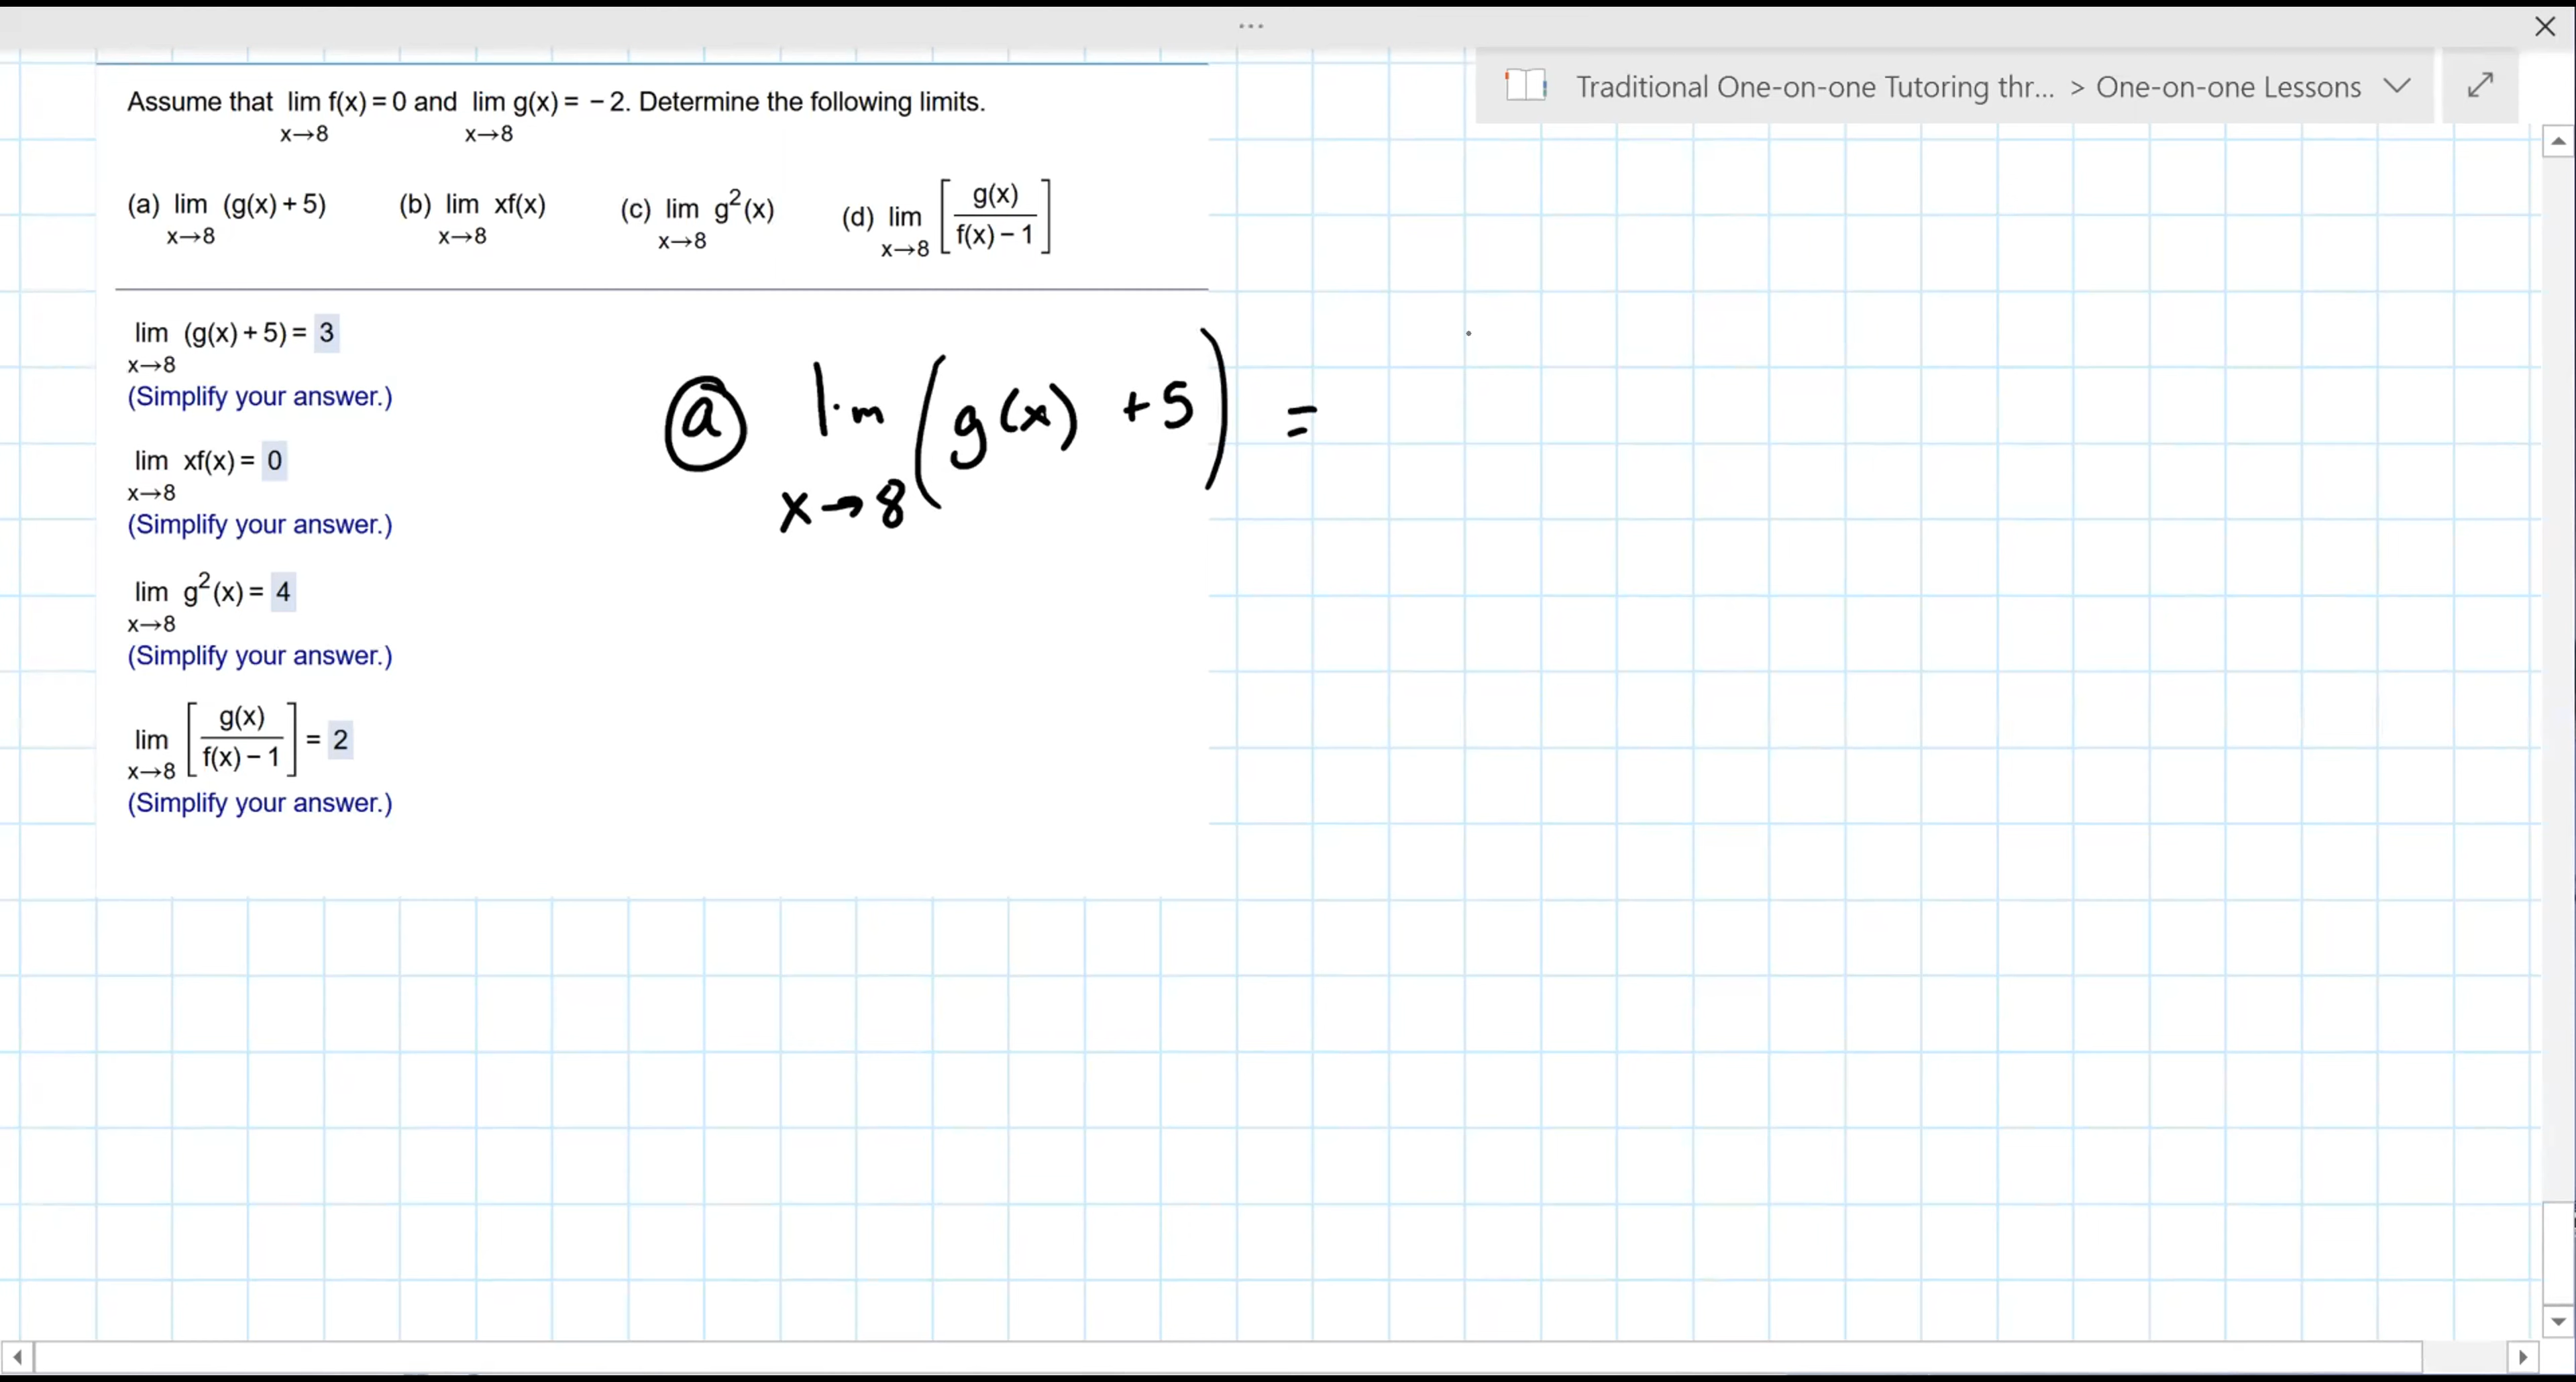 Traditional One-on-one Tutoring thr... > One-on-one Lessons
Assume that lim f(x) = 0 and lim g(x) = − 2. Determine the following limits.
x→8 x→8
(a) lim (g(x) + 5) (b) lim xf(x) (c) lim g²(x) (d) lim [g(x) / f(x) − 1]
x→8 x→8 x→8 x→8
lim (g(x) + 5) = 3
x→8
(Simplify your answer.)
lim xf(x) = 0
x→8
(Simplify your answer.)
lim g²(x) = 4
x→8
(Simplify your answer.)
lim [g(x) / f(x) − 1] = 2
x→8
(Simplify your answer.)
a lim (g(x) + 5) =
x→8